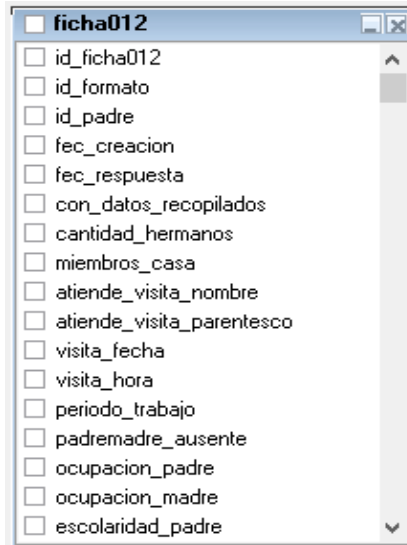 ficha012
id_ficha012
id_formato
id_padre
fec_creacion
fec_respuesta
con_datos_recopilados
cantidad_hermanos
miembros_casa
atiende_visita_nombre
atiende_visita_parentesco
visita_fecha
visita_hora
periodo_trabajo
padremadre_ausente
ocupacion_padre
ocupacion_madre
escolaridad_padre